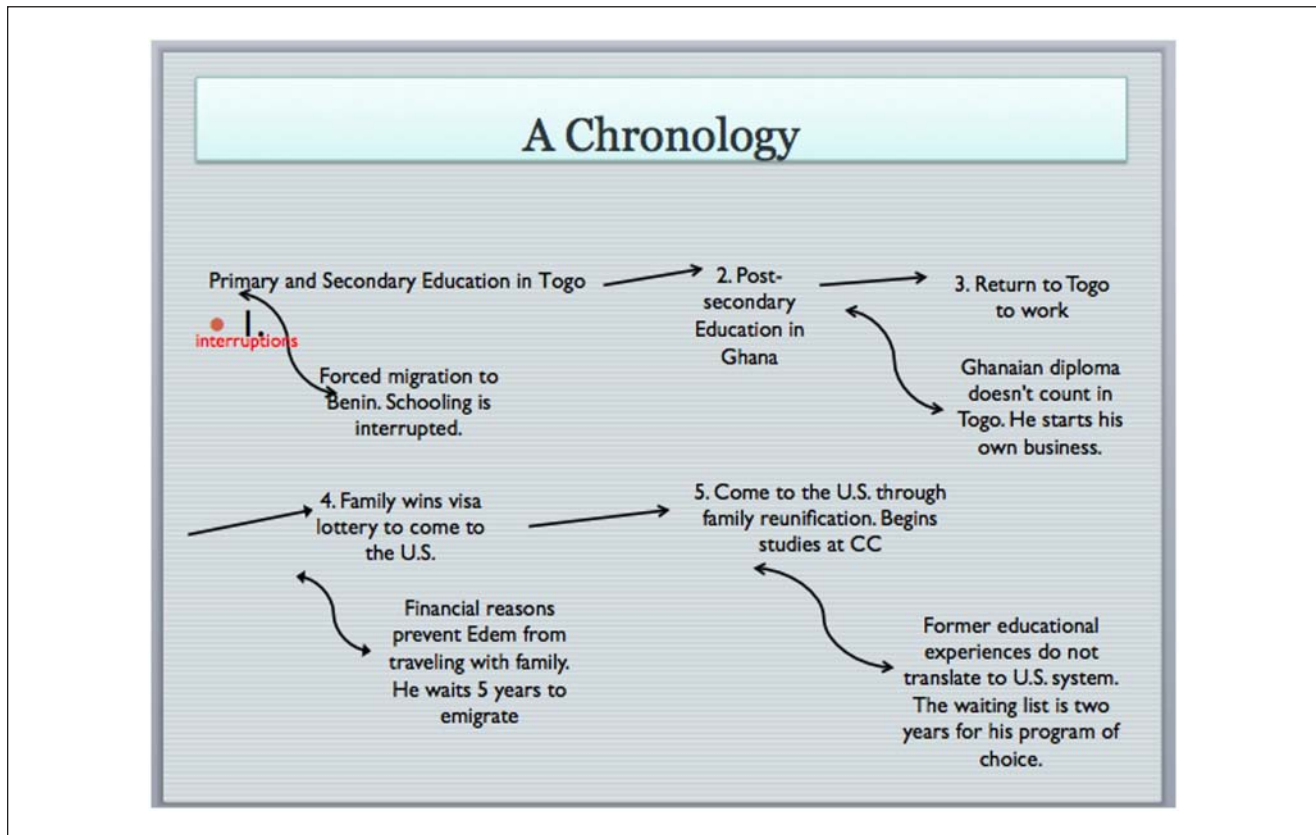 A Chronology
Primary and Secondary Education in Togo
1.
interruptions
Forced migration to
Benin. Schooling is
interrupted.
2. Post-
secondary
Education in
Ghana
3. Return to Togo
to work
Ghanaian diploma
doesn't count in
Togo. He starts his
own business.
4. Family wins visa
lottery to come to
the U.S.
Financial reasons
prevent Edem from
traveling with family.
He waits 5 years to
emigrate
5. Come to the U.S. through
family reunification. Begins
studies at CC
Former educational
experiences do not
translate to U.S. system.
The waiting list is two
years for his program of
choice.